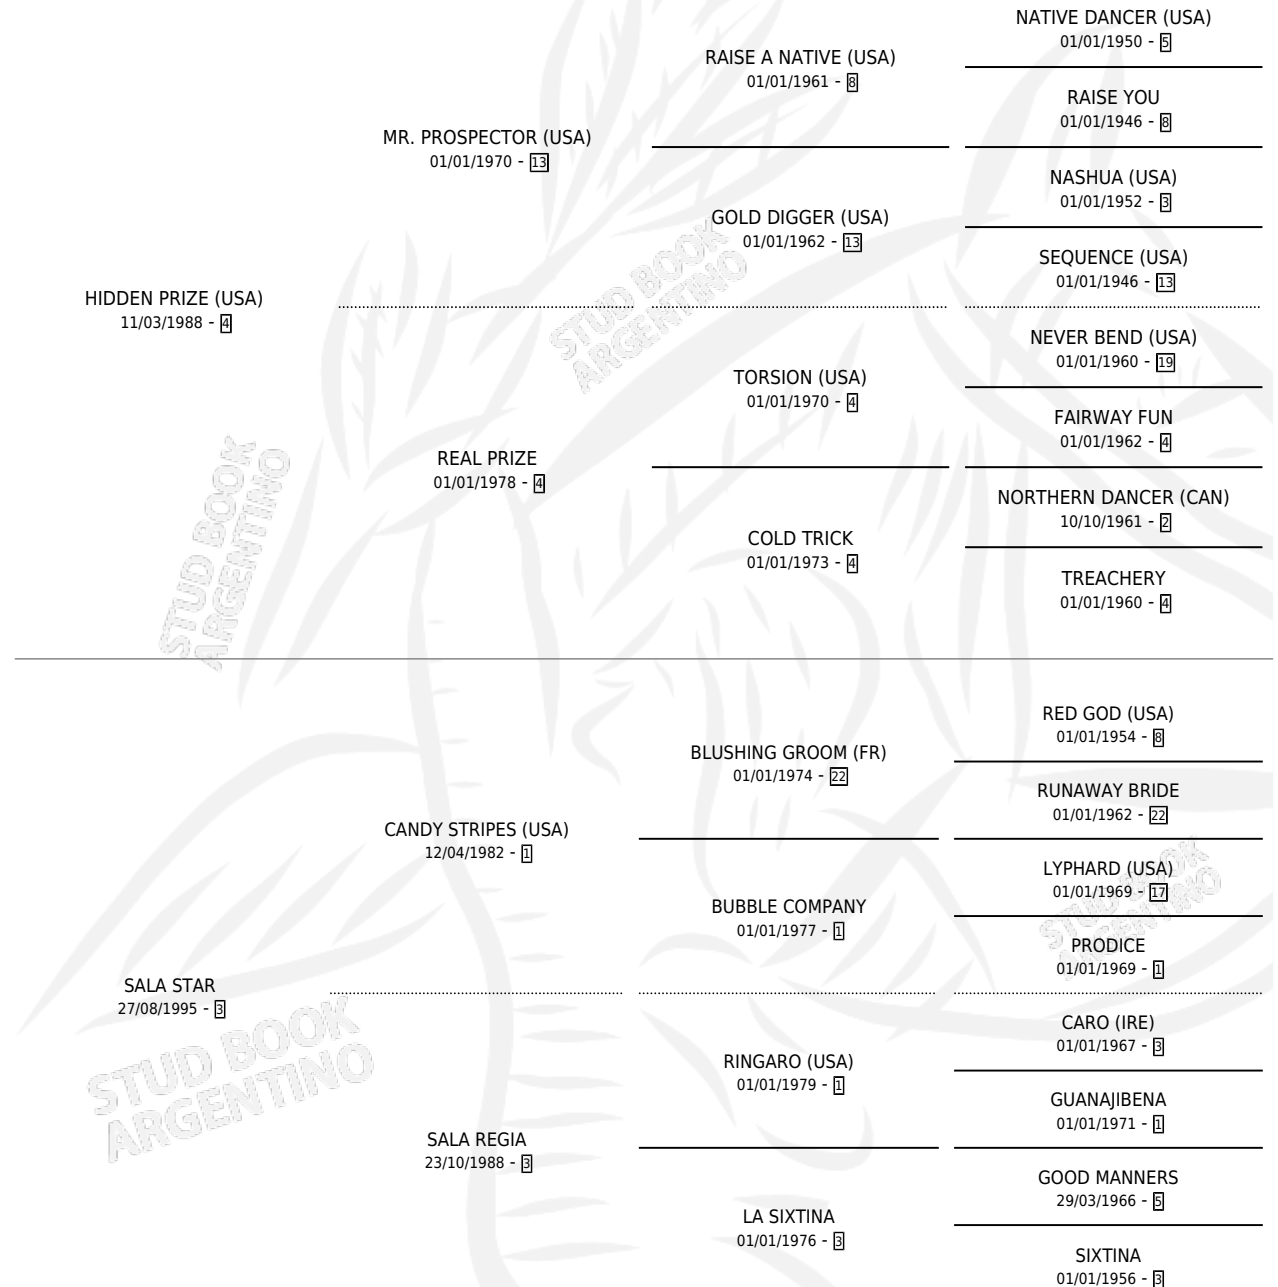 NATIVE DANCER (USA)
01/01/1950 - 5
RAISE A NATIVE (USA)
01/01/1961 - 8
RAISE YOU
01/01/1946 - 8
MR. PROSPECTOR (USA)
01/01/1970 - 13
NASHUA (USA)
01/01/1952 - 3
GOLD DIGGER (USA)
01/01/1962 - 13
SEQUENCE (USA)
01/01/1946 - 13
HIDDEN PRIZE (USA)
11/03/1988 - 4
NEVER BEND (USA)
01/01/1960 - 19
TORSION (USA)
01/01/1970 - 4
FAIRWAY FUN
01/01/1962 - 4
REAL PRIZE
01/01/1978 - 4
NORTHERN DANCER (CAN)
10/10/1961 - 2
COLD TRICK
01/01/1973 - 4
TREACHERY
01/01/1960 - 4
STUD BOOK
ARGENTINO
STUD BOOK
ARGENTINO
RED GOD (USA)
01/01/1954 - 8
BLUSHING GROOM (FR)
01/01/1974 - 22
RUNAWAY BRIDE
01/01/1962 - 22
CANDY STRIPES (USA)
12/04/1982 - 1
LYPHARD (USA)
01/01/1969 - 17
BUBBLE COMPANY
01/01/1977 - 1
PRODICE
01/01/1969 - 1
SALA STAR
27/08/1995 - 3
CARO (IRE)
01/01/1967 - 3
RINGARO (USA)
01/01/1979 - 1
GUANAJIBENA
01/01/1971 - 1
SALA REGIA
23/10/1988 - 3
GOOD MANNERS
29/03/1966 - 5
LA SIXTINA
01/01/1976 - 3
SIXTINA
01/01/1956 - 3
STUD BOOK
ARGENTINO
STUD BOOK
ARGENTINO